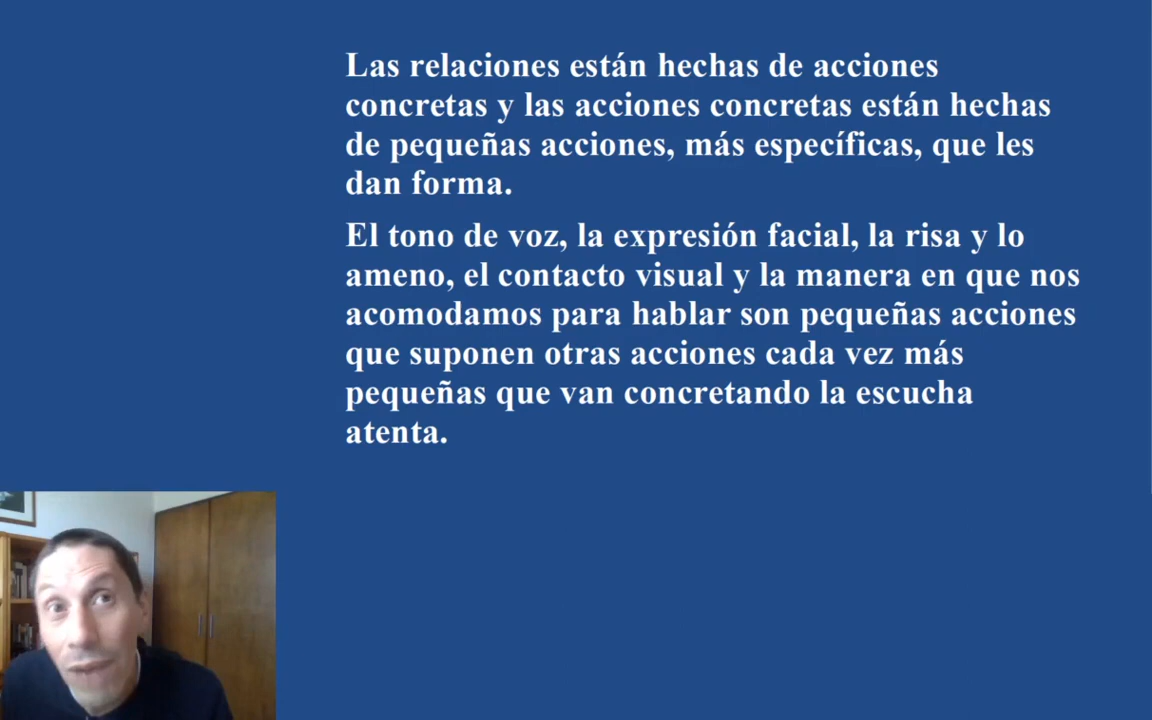 Las relaciones están hechas de acciones
concretas y las acciones concretas están hechas
de pequeñas acciones, más específicas, que les
dan forma.
El tono de voz, la expresión facial, la risa y lo
ameno, el contacto visual y la manera en que nos
acomodamos para hablar son pequeñas acciones
que suponen otras acciones cada vez más
pequeñas que van concretando la escucha
atenta.